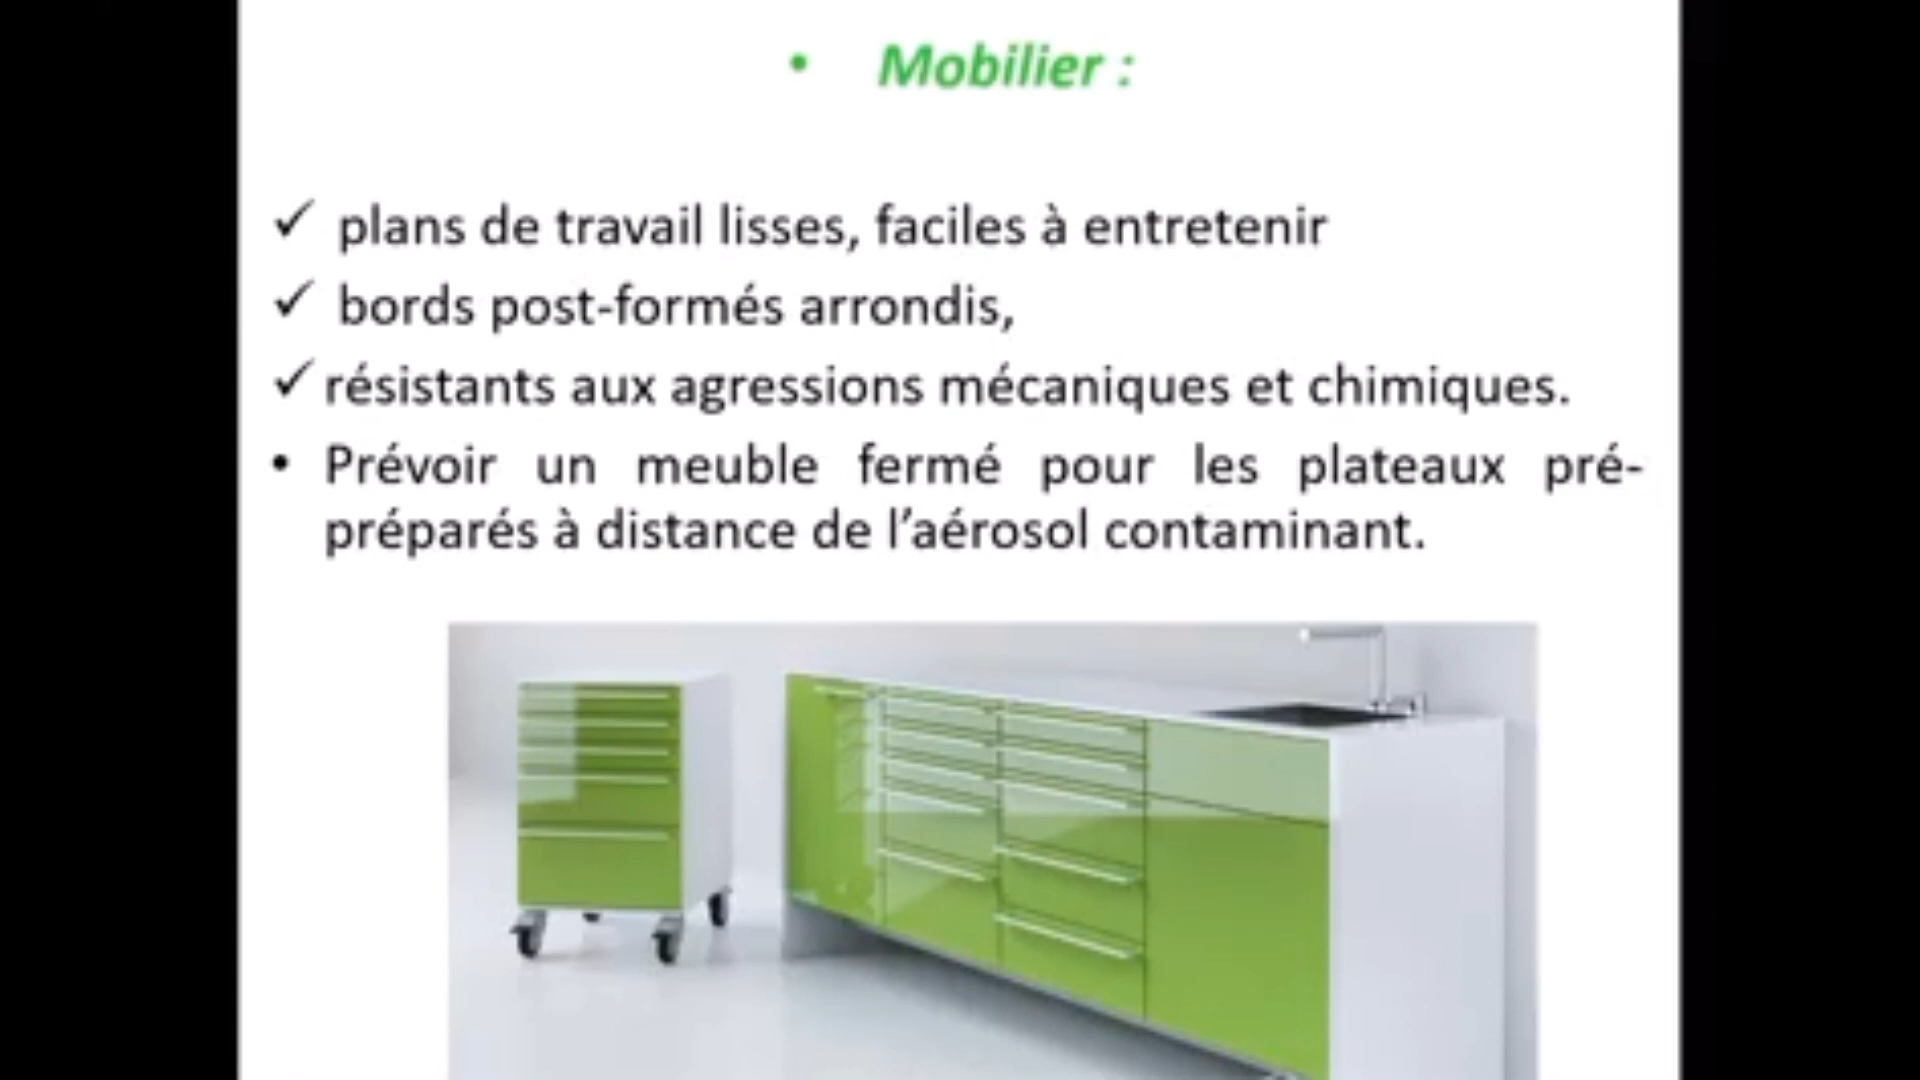 • Mobilier :
✓ plans de travail lisses, faciles à entretenir
✓ bords post-formés arrondis,
✓ résistants aux agressions mécaniques et chimiques.
• Prévoir un meuble fermé pour les plateaux pré-
préparés à distance de l’aérosol contaminant.